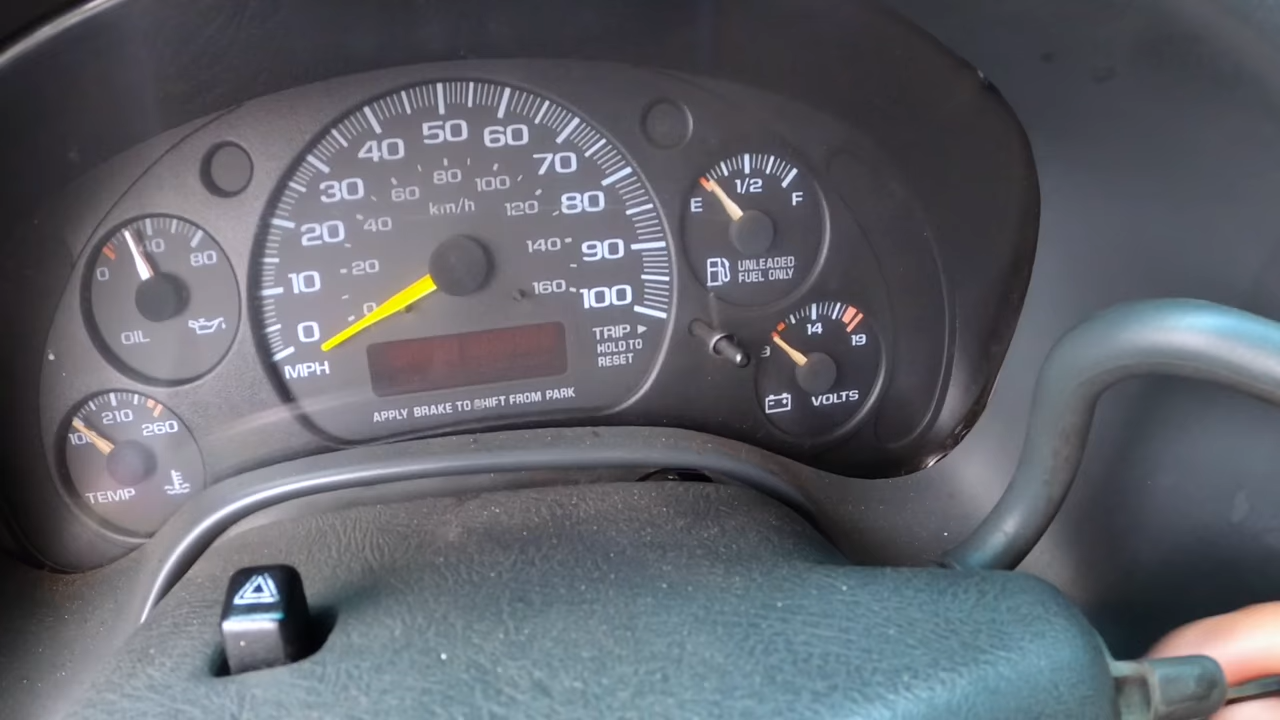 0
10
20
30
40
50
60
70
80
90
100
MPH
0
20
40
60
80
100
120
140
160
km/h
TRIP
HOLD TO
RESET
APPLY BRAKE TO SHIFT FROM PARK
0
40
80
OIL
210
260
TEMP
E
1/2
F
UNLEADED
FUEL ONLY
14
19
VOLTS